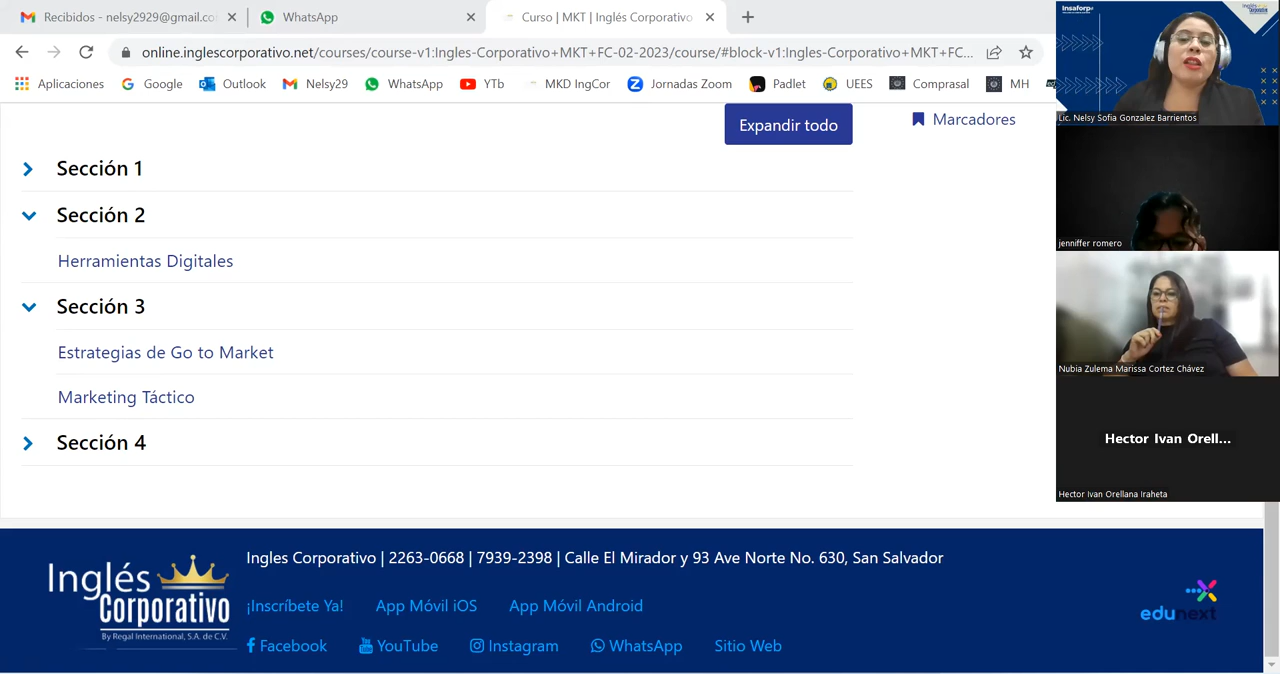 Recibidos - nelsy2929@gmail.co
WhatsApp
Curso | MKT | Inglés Corporativo
online.inglescorporativo.net/courses/course-v1:Ingles-Corporativo+MKT+FC-02-2023/course/#block-v1:Ingles-Corporativo+MKT+FC...
Aplicaciones
Google
Outlook
Nelsy29
WhatsApp
YTb
MKD IngCor
Jornadas Zoom
Padlet
UEES
Comprasal
MH
Insaforp
Lic. Nelsy Sofia Gonzalez Barrientos
jenniffer romero
Nubia Zulema Marissa Cortez Chávez
Hector Ivan Orell...
Hector Ivan Orellana Iraheta
Expandir todo
Marcadores
Sección 1
Sección 2
Herramientas Digitales
Sección 3
Estrategias de Go to Market
Marketing Táctico
Sección 4
Inglés
Corporativo
By Regal International, S.A. de C.V.
Ingles Corporativo | 2263-0668 | 7939-2398 | Calle El Mirador y 93 Ave Norte No. 630, San Salvador
¡Inscríbete Ya!
App Móvil iOS
App Móvil Android
Facebook
YouTube
Instagram
WhatsApp
Sitio Web
edunext